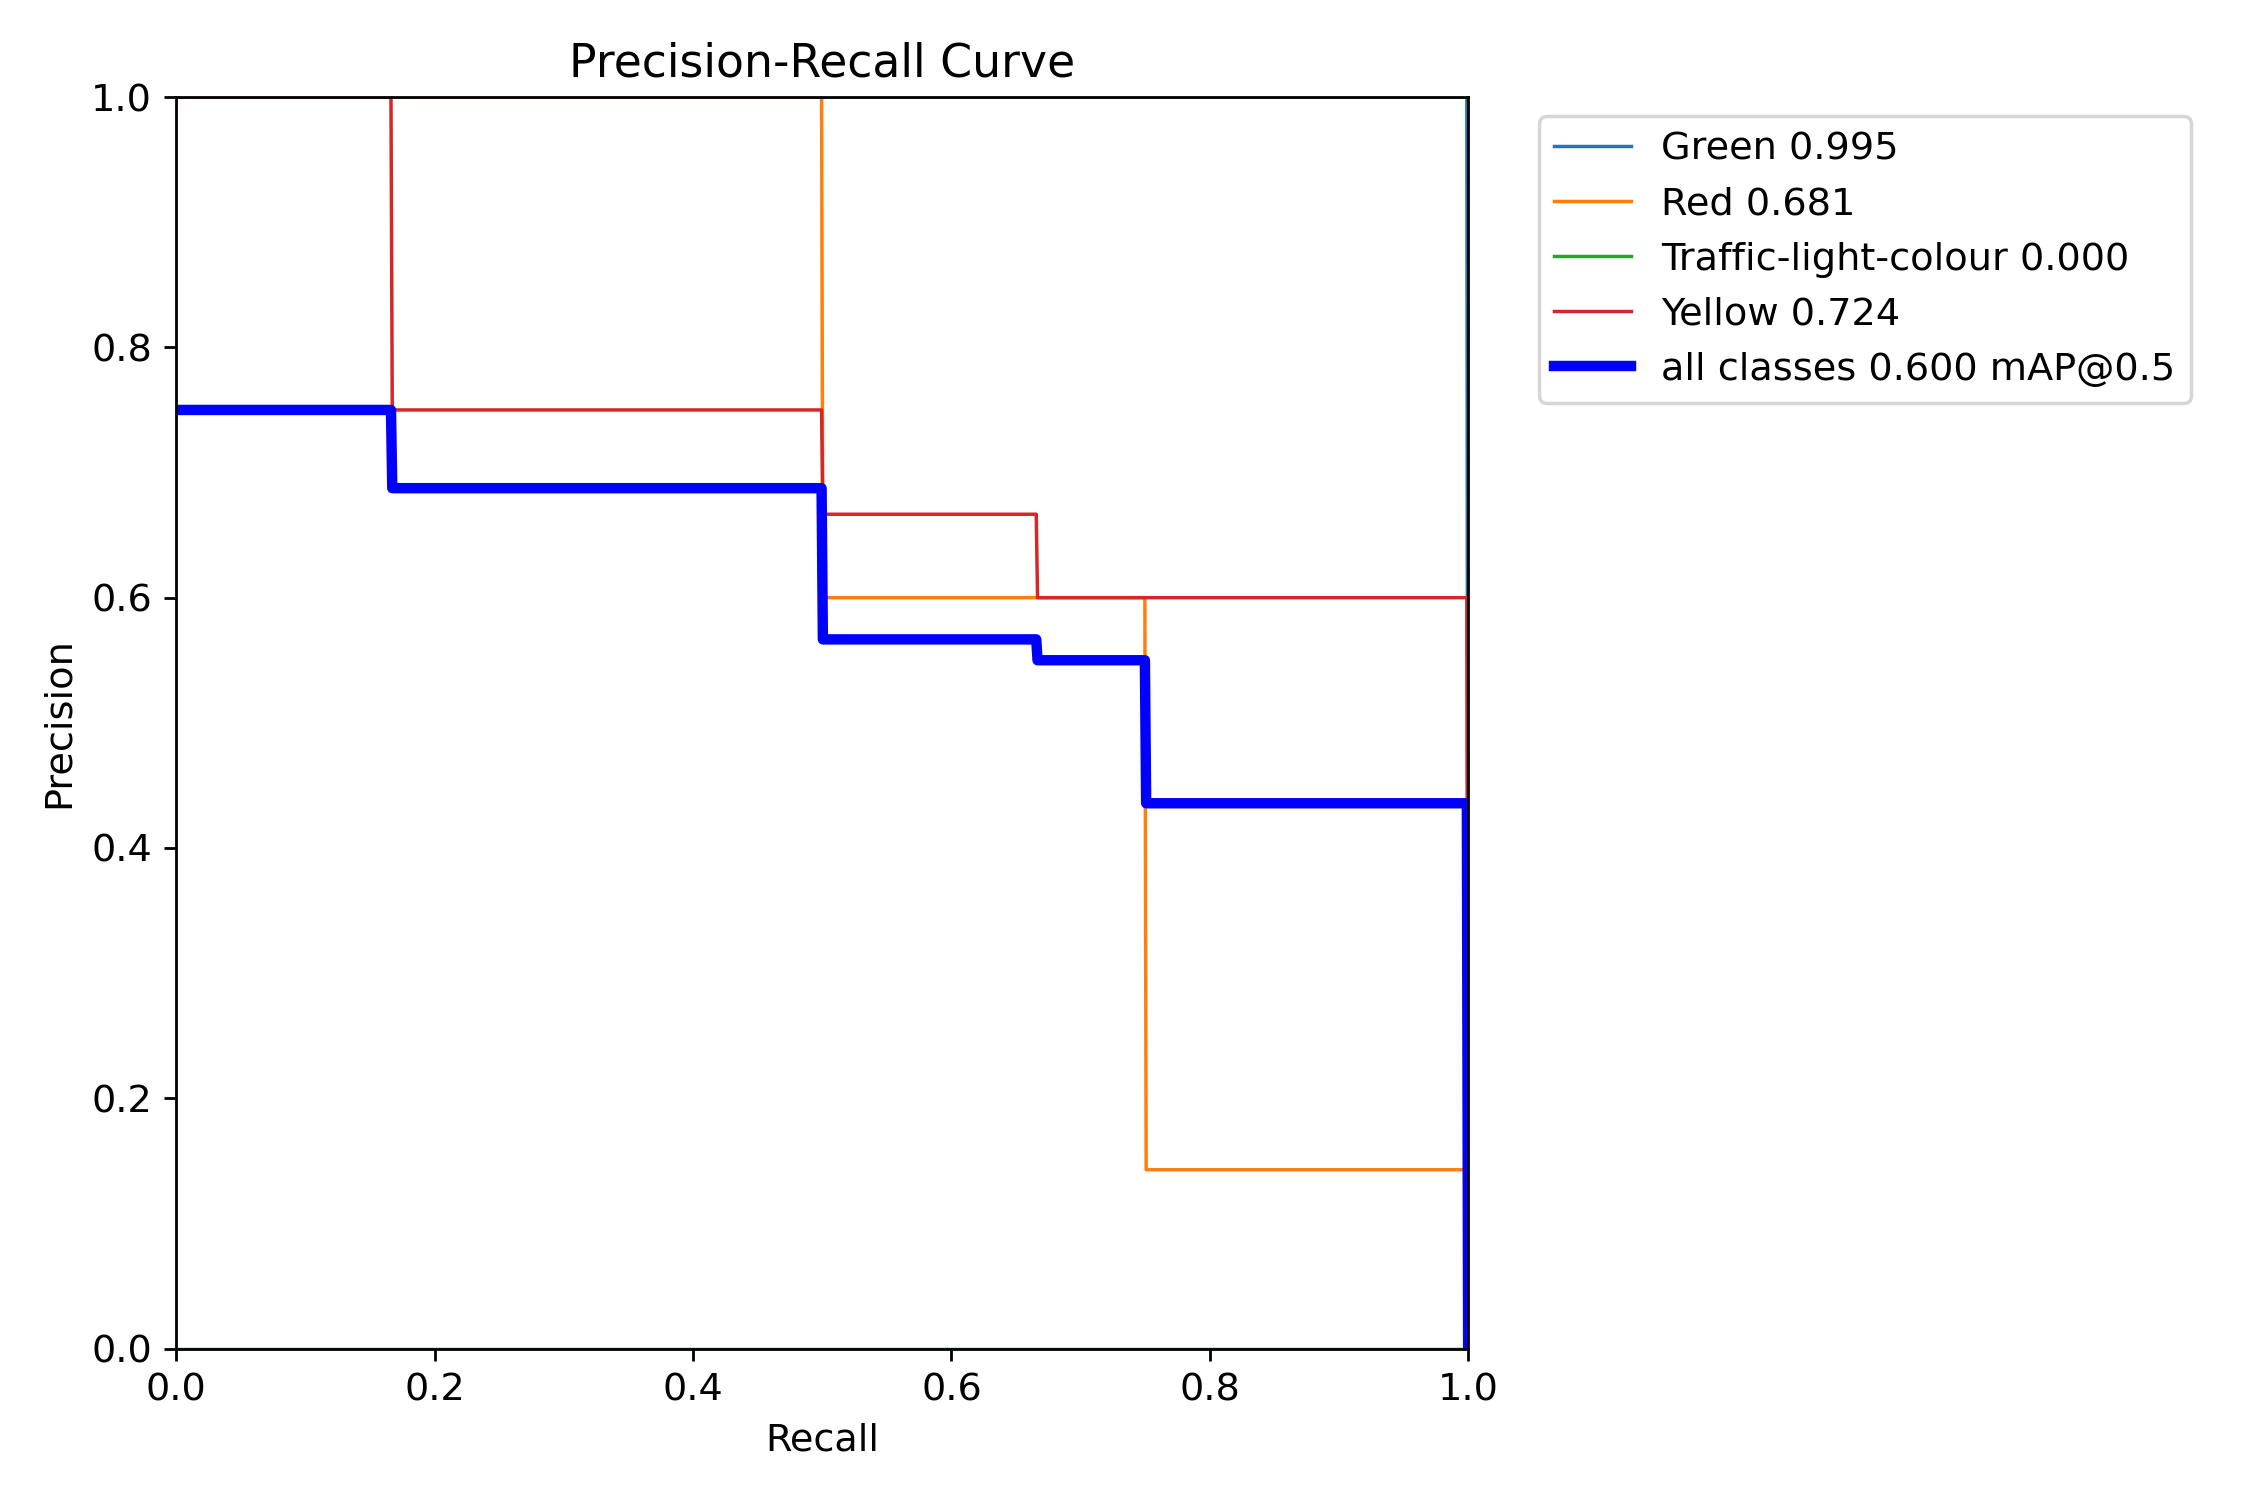 Precision-Recall Curve
1.0
0.8
0.6
0.4
0.2
0.0
Precision
0.0 0.2 0.4 0.6 0.8 1.0
Recall
Green 0.995
Red 0.681
Traffic-light-colour 0.000
Yellow 0.724
all classes 0.600 mAP@0.5